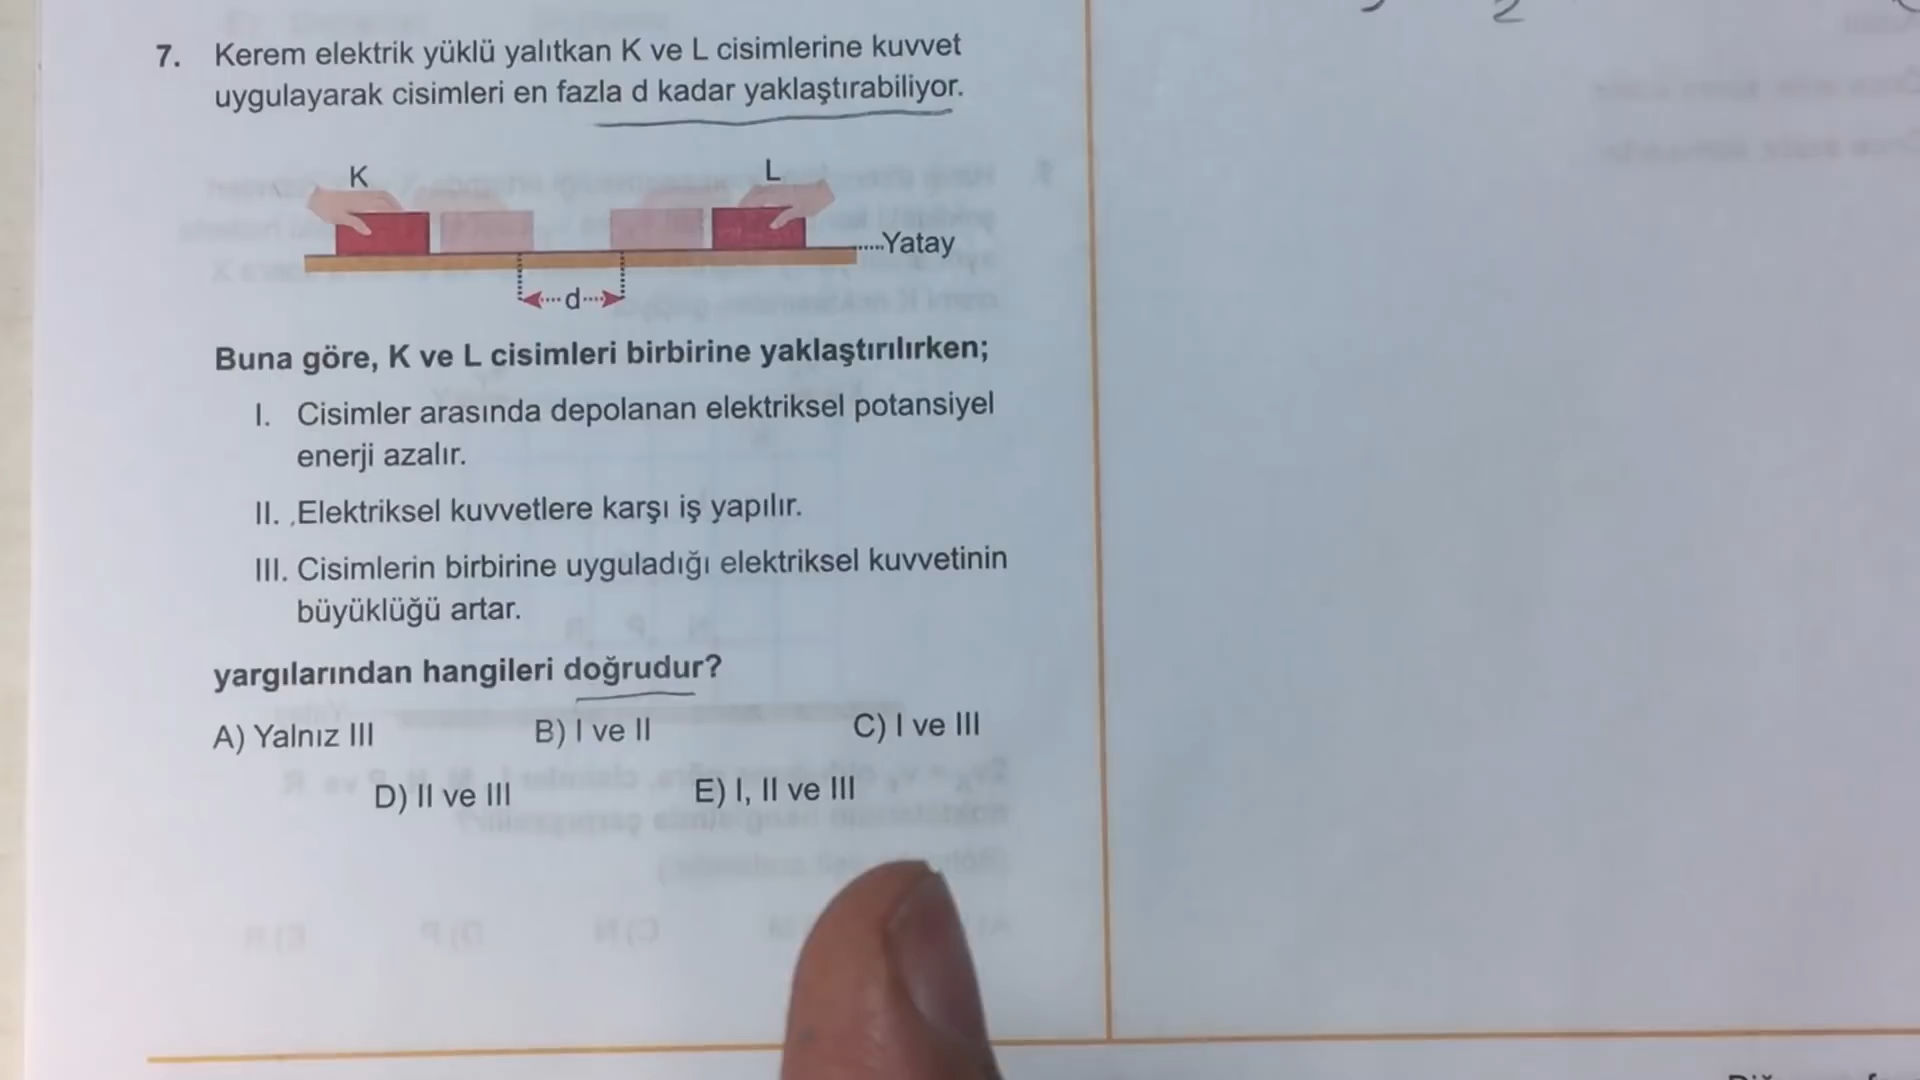 7. Kerem elektrik yüklü yalıtkan K ve L cisimlerine kuvvet
uygulayarak cisimleri en fazla d kadar yaklaştırabiliyor.
K
L
Yatay
d
Buna göre, K ve L cisimleri birbirine yaklaştırılırken;
I. Cisimler arasında depolanan elektriksel potansiyel
enerji azalır.
II. Elektriksel kuvvetlere karşı iş yapılır.
III. Cisimlerin birbirine uyguladığı elektriksel kuvvetinin
büyüklüğü artar.
yargılarından hangileri doğrudur?
A) Yalnız III B) I ve II C) I ve III
D) II ve III E) I, II ve III
2